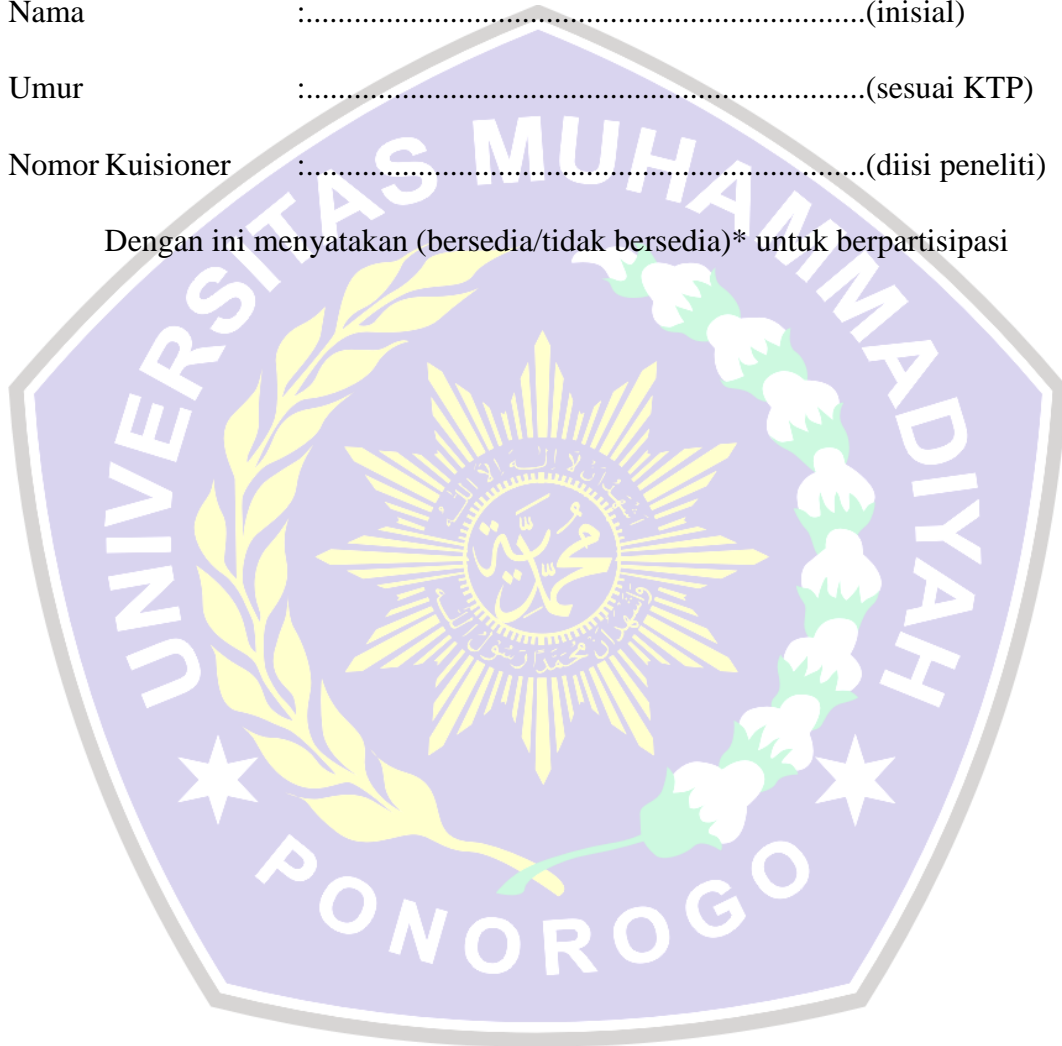 Nama :......................................................................(inisial)
Umur :......................................................................(sesuai KTP)
Nomor Kuisioner :......................................................................(diisi peneliti)
Dengan ini menyatakan (bersedia/tidak bersedia)* untuk berpartisipasi
UNIVERSITAS MUHAMMADIYAH
محمدية
PONOROGO